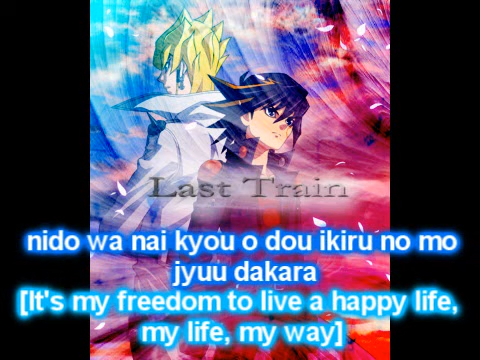 Last Train
nido wa nai kyou o dou ikiru no mo
jyuu dakara
[It's my freedom to live a happy life,
my life, my way]